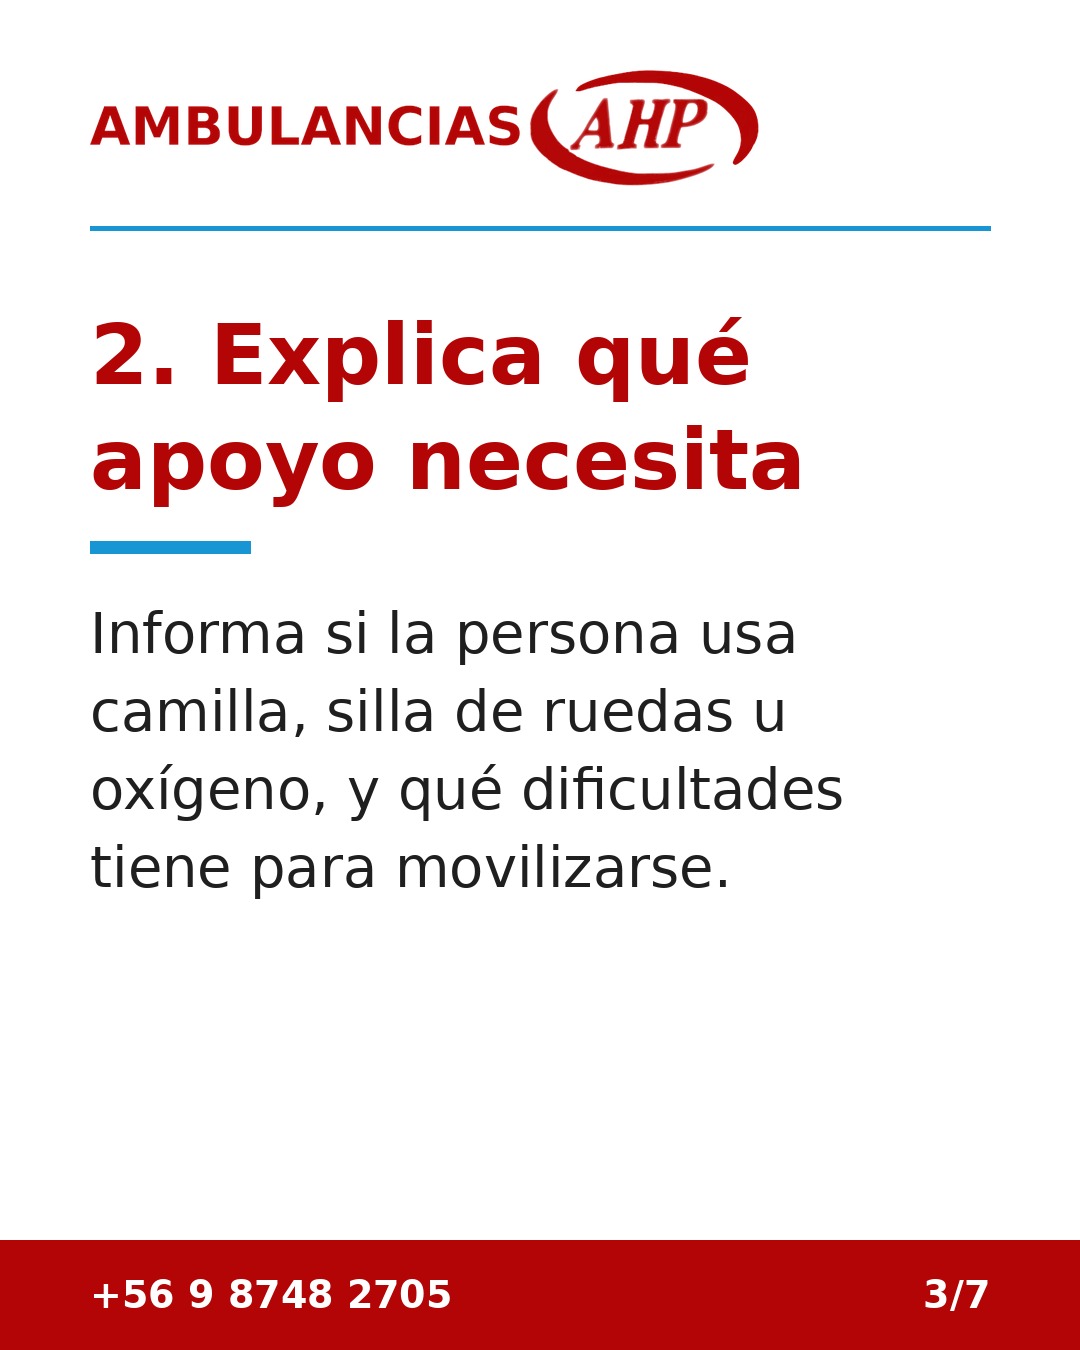 AMBULANCIAS AHP
2. Explica qué
apoyo necesita
Informa si la persona usa
camilla, silla de ruedas u
oxígeno, y qué dificultades
tiene para movilizarse.
+56 9 8748 2705
3/7